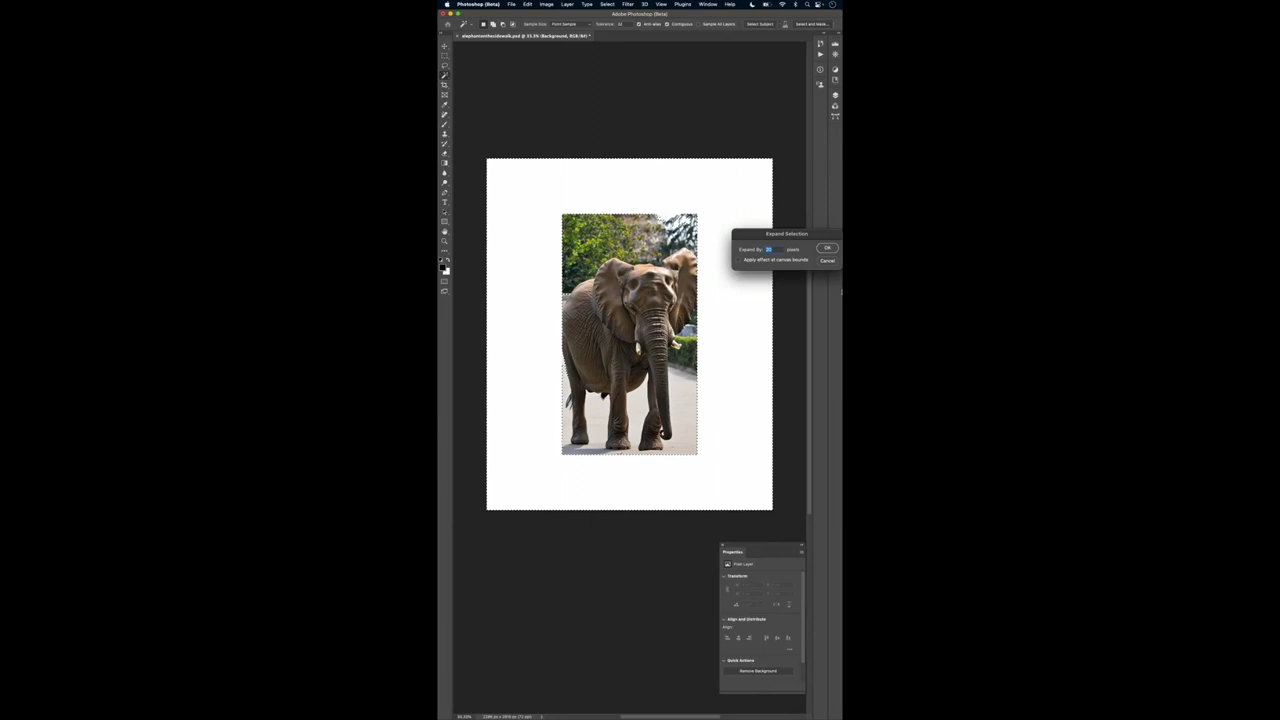 Photoshop (Beta) File Edit Image Layer Type Select Filter 3D View Plugins Window Help
Adobe Photoshop (Beta)
Sample Size: Point Sample Tolerance: 32 Anti-alias Contiguous Sample All Layers Select Subject Select and Mask...
elephantonthesidewalk.psd @ 33.3% (Background, RGB/8#) *
Expand Selection
Expand By: 20 pixels OK
Apply effect at canvas bounds Cancel
Properties
Pixel Layer
Transform
Align and Distribute
Align:
Quick Actions
Remove Background
33.33%